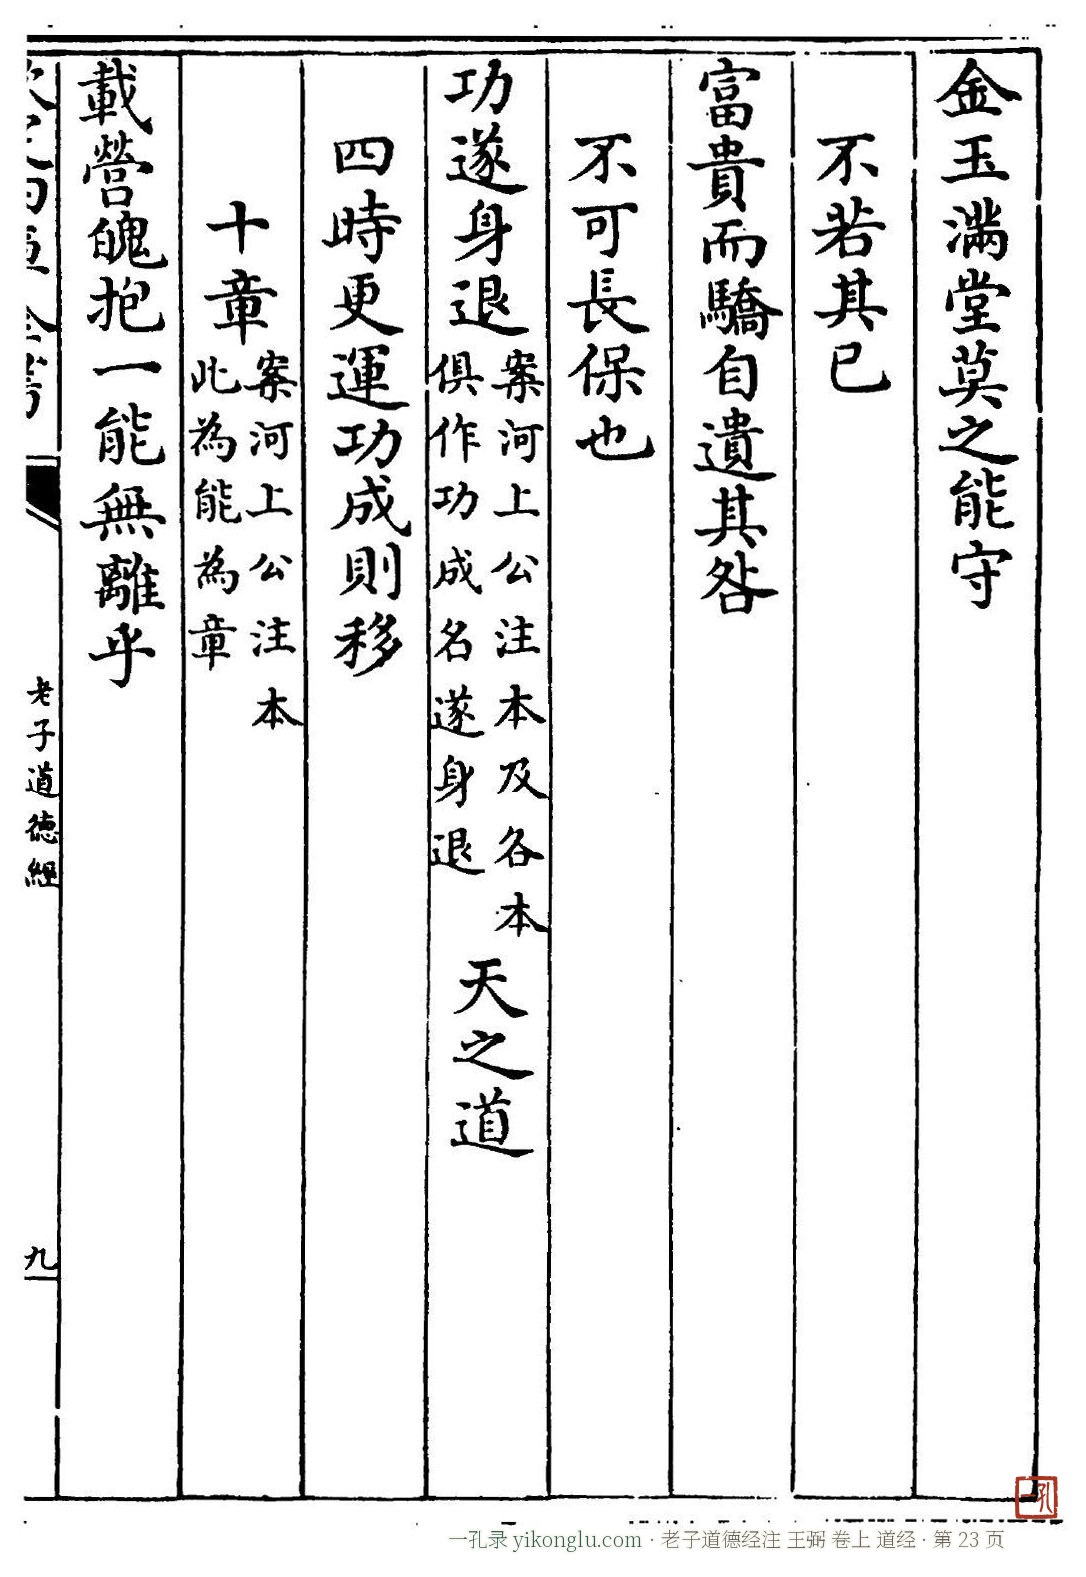 金玉滿堂莫之能守
不若其已
富貴而驕自遺其咎
不可長保也
功遂身退案河上公注本及各本俱作功成名遂身退天之道
四時更運功成則移
十章案河上公注本此為能為章
載營魄抱一能無離乎
老子道德經
九
一孔
一孔录 yikonglu.com · 老子道德经注 王弼 卷上 道经 · 第 23 页